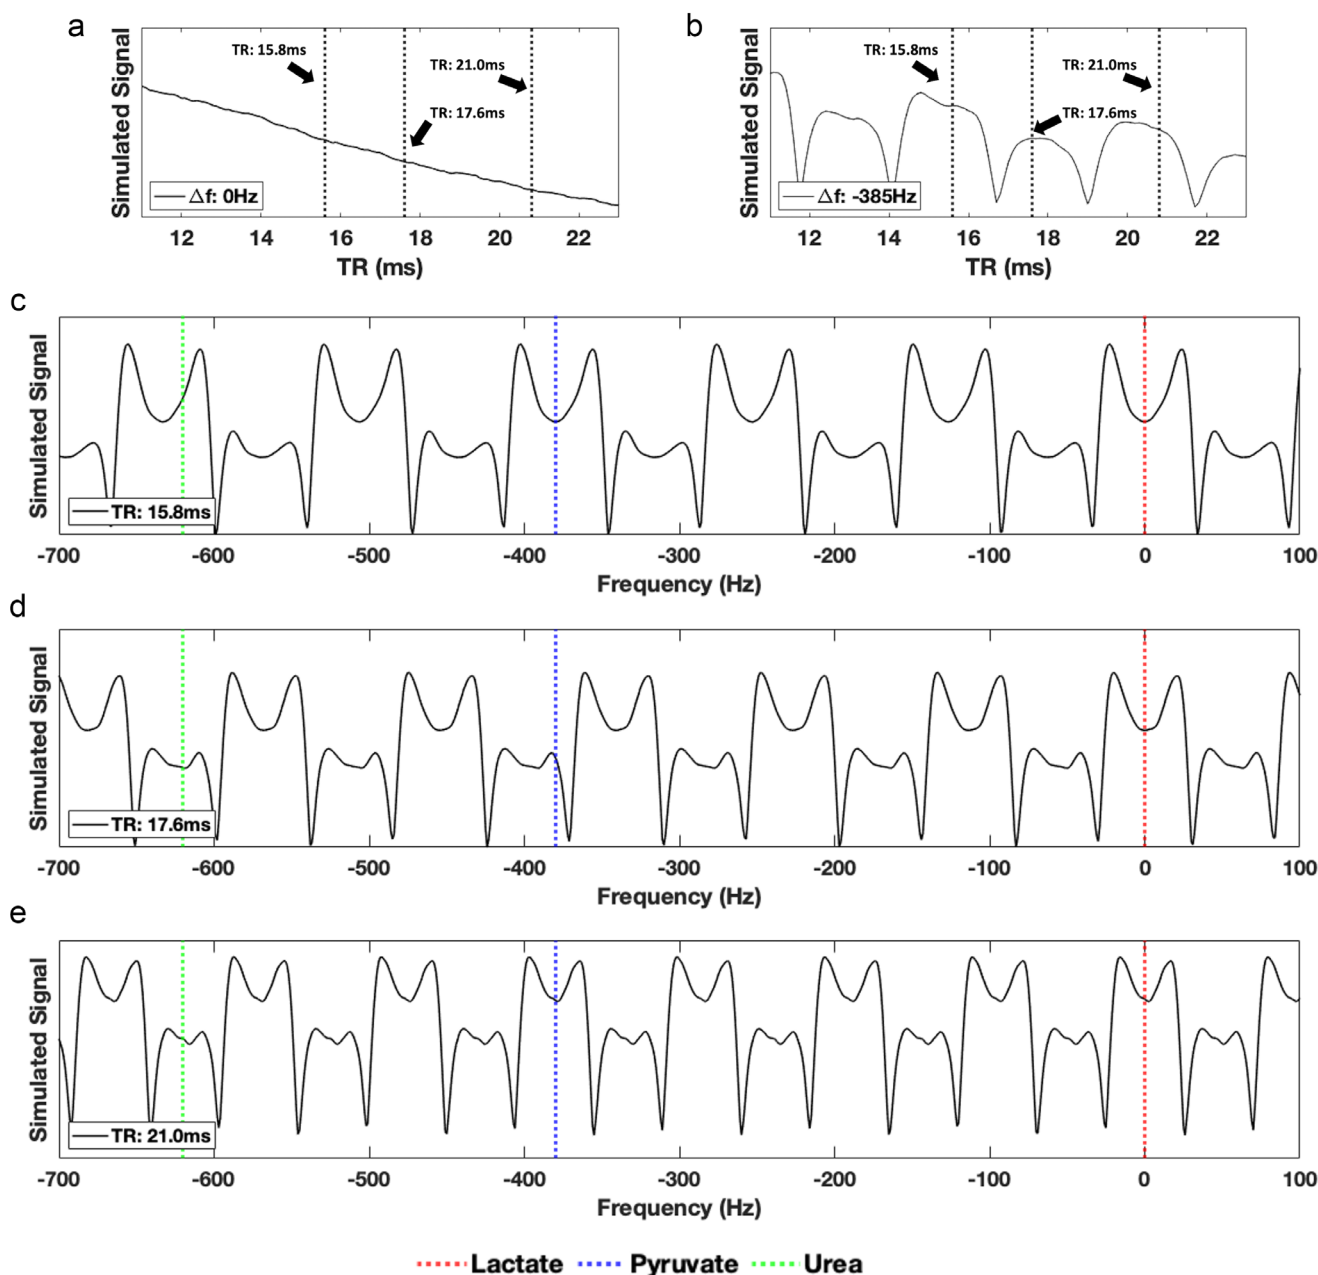 a
b
Simulated Signal
TR: 15.8ms
TR: 21.0ms
TR: 17.6ms
Δf: 0Hz
12 14 16 18 20 22
TR (ms)
Simulated Signal
TR: 15.8ms
TR: 21.0ms
TR: 17.6ms
Δf: -385Hz
12 14 16 18 20 22
TR (ms)
c
Simulated Signal
TR: 15.8ms
-700 -600 -500 -400 -300 -200 -100 0 100
Frequency (Hz)
d
Simulated Signal
TR: 17.6ms
-700 -600 -500 -400 -300 -200 -100 0 100
Frequency (Hz)
e
Simulated Signal
TR: 21.0ms
-700 -600 -500 -400 -300 -200 -100 0 100
Frequency (Hz)
Lactate Pyruvate Urea